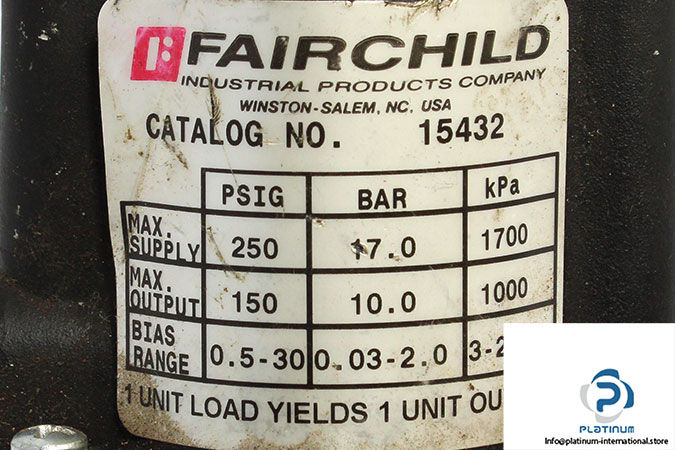 FAIRCHILD
INDUSTRIAL PRODUCTS COMPANY
WINSTON-SALEM, NC, USA
CATALOG NO. 15432
PSIG BAR kPa
MAX. SUPPLY 250 17.0 1700
MAX. OUTPUT 150 10.0 1000
BIAS RANGE 0.5-30 0.03-2.0
1 UNIT LOAD YIELDS 1 UNIT
PLATINUM
info@platinum-international.store